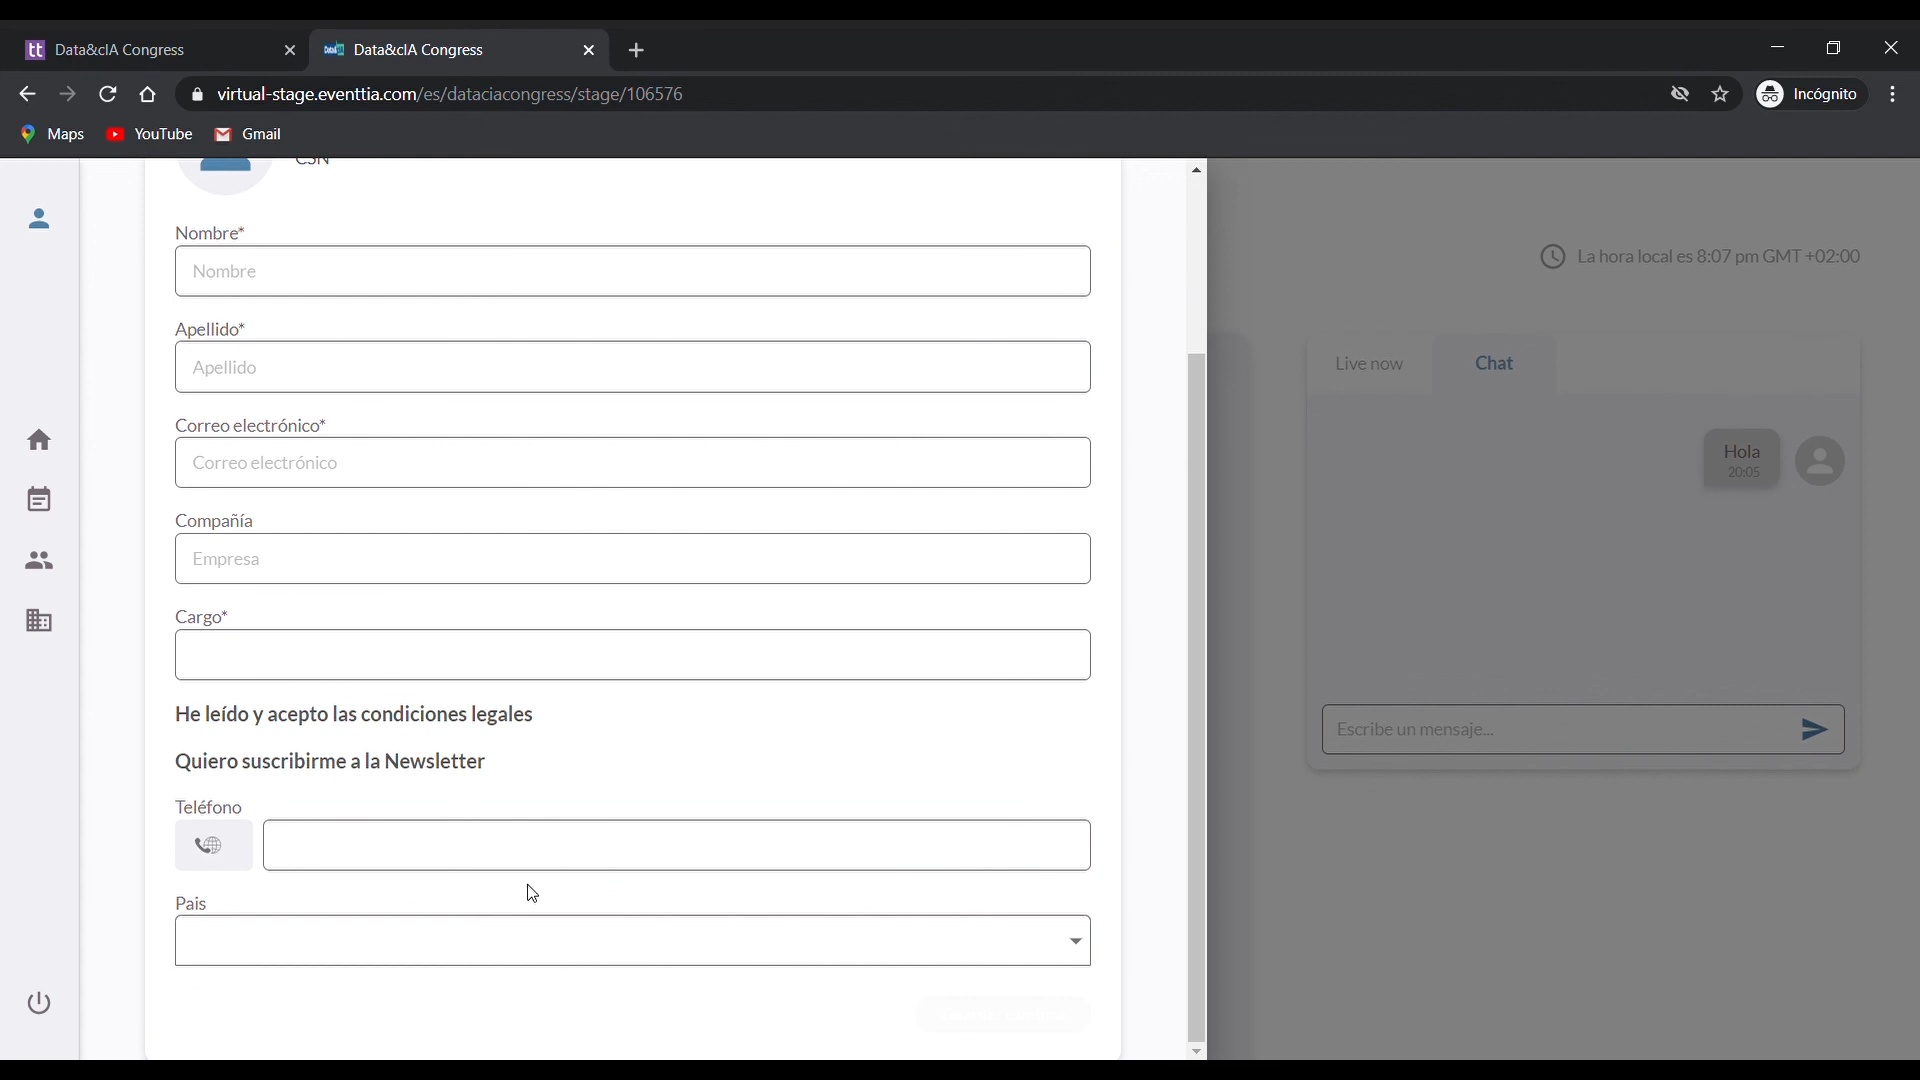 tt Data&cIA Congress
Data&cIA Congress
virtual-stage.eventtia.com/es/dataciacongress/stage/106576
Incógnito
Maps YouTube Gmail
CSN
Nombre*
Nombre
Apellido*
Apellido
Correo electrónico*
Correo electrónico
Compañía
Empresa
Cargo*
He leído y acepto las condiciones legales
Quiero suscribirme a la Newsletter
Teléfono
Pais
La hora local es 8:07 pm GMT +02:00
Live now Chat
Hola
20:05
Escribe un mensaje...